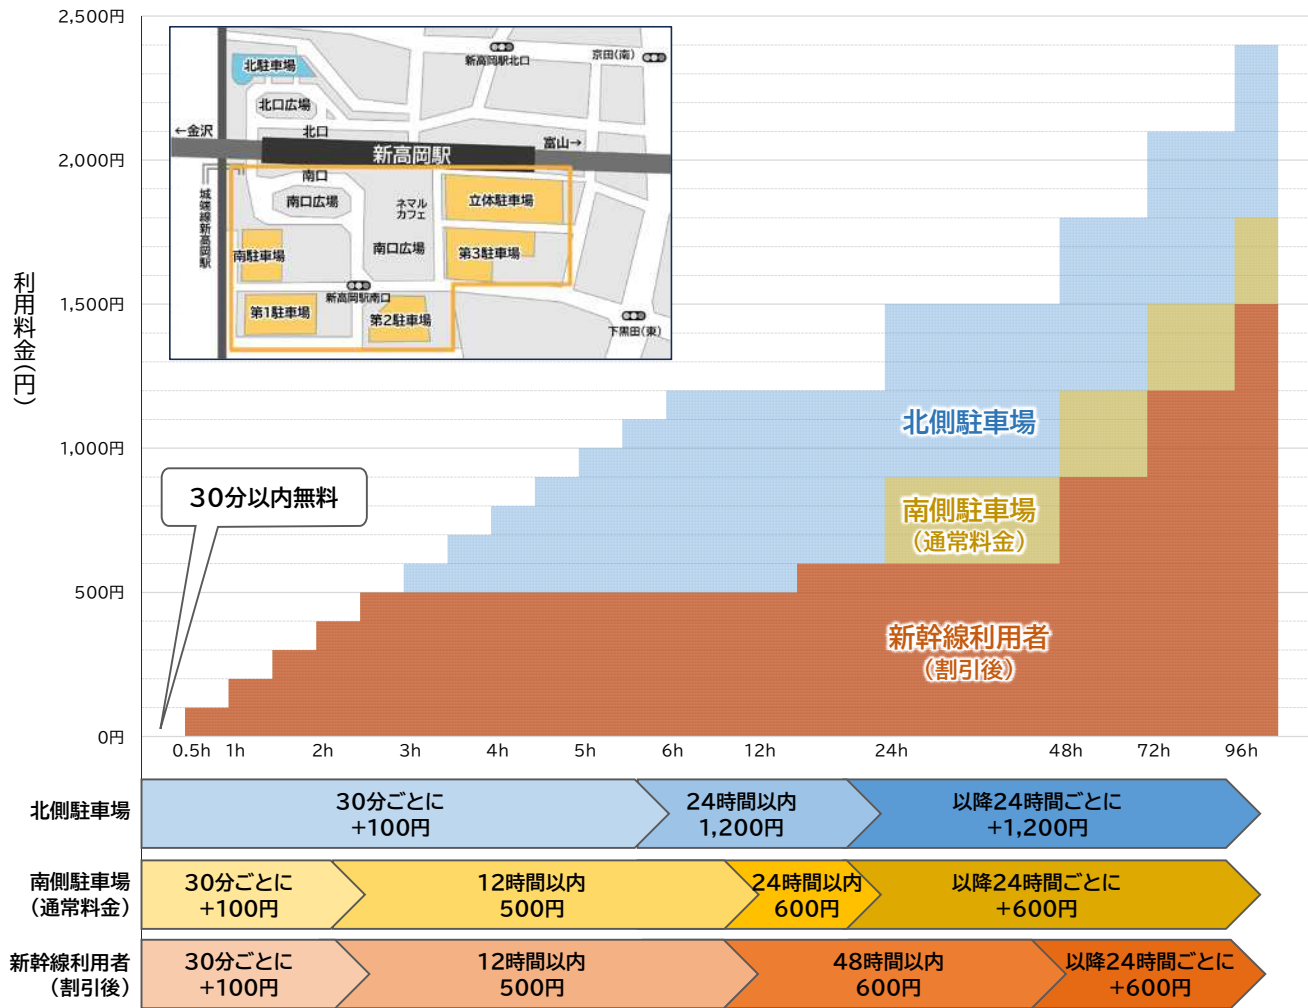 2,500円
2,000円
1,500円
1,000円
500円
0円
利用料金(円)
北駐車場
新高岡駅北口
京田(南)
北口広場
←金沢
北口
富山→
新高岡駅
南口
城端線新高岡駅
南口広場
ネマル
カフェ
立体駐車場
南駐車場
南口広場
第3駐車場
新高岡駅南口
第1駐車場
第2駐車場
下黒田(東)
30分以内無料
北側駐車場
南側駐車場
(通常料金)
新幹線利用者
(割引後)
0.5h 1h 2h 3h 4h 5h 6h 12h 24h 48h 72h 96h
北側駐車場
30分ごとに
+100円
24時間以内
1,200円
以降24時間ごとに
+1,200円
南側駐車場
(通常料金)
30分ごとに
+100円
12時間以内
500円
24時間以内
600円
以降24時間ごとに
+600円
新幹線利用者
(割引後)
30分ごとに
+100円
12時間以内
500円
48時間以内
600円
以降24時間ごとに
+600円